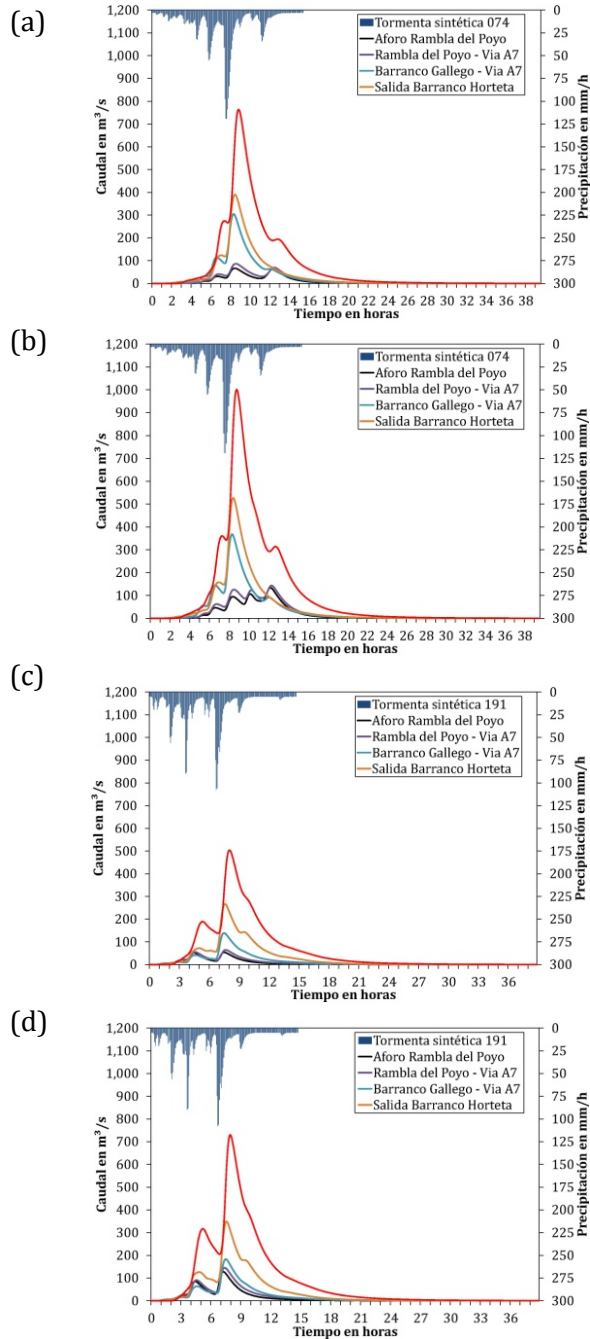 (a)
1,200
1,100
1,000
900
800
700
600
500
400
300
200
100
0
Caudal en m³/s
0
25
50
75
100
125
150
175
200
225
250
275
300
Precipitación en mm/h
Tormenta sintética 074
Aforo Rambla del Poyo
Rambla del Poyo - Via A7
Barranco Gallego - Via A7
Salida Barranco Horteta
0 2 4 6 8 10 12 14 16 18 20 22 24 26 28 30 32 34 36 38
Tiempo en horas
(b)
1,200
1,100
1,000
900
800
700
600
500
400
300
200
100
0
Caudal en m³/s
0
25
50
75
100
125
150
175
200
225
250
275
300
Precipitación en mm/h
Tormenta sintética 074
Aforo Rambla del Poyo
Rambla del Poyo - Via A7
Barranco Gallego - Via A7
Salida Barranco Horteta
0 2 4 6 8 10 12 14 16 18 20 22 24 26 28 30 32 34 36 38
Tiempo en horas
(c)
1,200
1,100
1,000
900
800
700
600
500
400
300
200
100
0
Caudal en m³/s
0
25
50
75
100
125
150
175
200
225
250
275
300
Precipitación en mm/h
Tormenta sintética 191
Aforo Rambla del Poyo
Rambla del Poyo - Via A7
Barranco Gallego - Via A7
Salida Barranco Horteta
0 3 6 9 12 15 18 21 24 27 30 33 36
Tiempo en horas
(d)
1,200
1,100
1,000
900
800
700
600
500
400
300
200
100
0
Caudal en m³/s
0
25
50
75
100
125
150
175
200
225
250
275
300
Precipitación en mm/h
Tormenta sintética 191
Aforo Rambla del Poyo
Rambla del Poyo - Via A7
Barranco Gallego - Via A7
Salida Barranco Horteta
0 3 6 9 12 15 18 21 24 27 30 33 36
Tiempo en horas